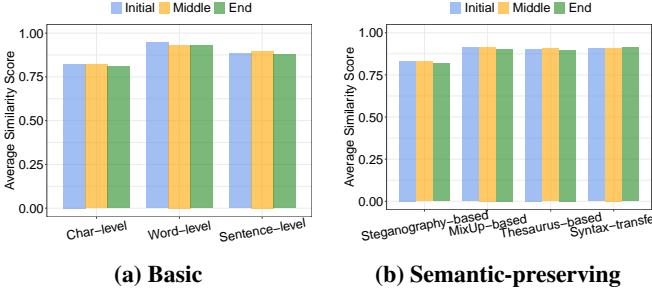 Initial Middle End
Average Similarity Score
1.00
0.75
0.50
0.25
0.00
Char-level
Word-level
Sentence-level
(a) Basic
Initial Middle End
Average Similarity Score
1.00
0.75
0.50
0.25
0.00
Steganography-based
MixUp-based
Thesaurus-based
Syntax-transfe
(b) Semantic-preserving